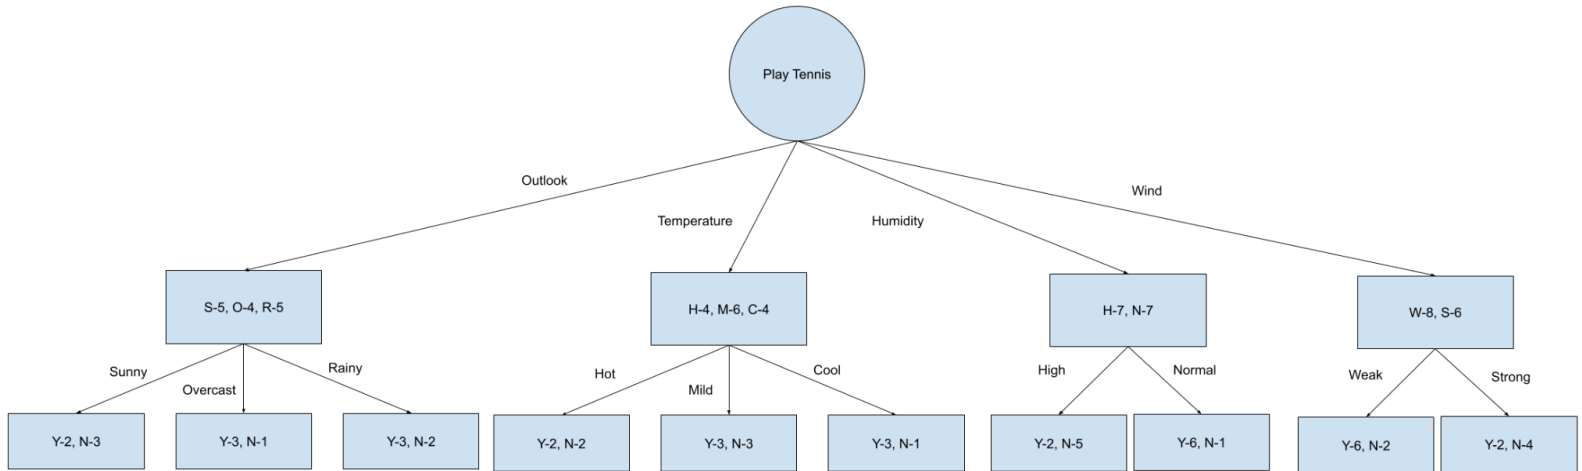 Play Tennis
Outlook
Temperature
Humidity
Wind
S-5, O-4, R-5
H-4, M-6, C-4
H-7, N-7
W-8, S-6
Sunny
Overcast
Rainy
Hot
Mild
Cool
High
Normal
Weak
Strong
Y-2, N-3
Y-3, N-1
Y-3, N-2
Y-2, N-2
Y-3, N-3
Y-3, N-1
Y-2, N-5
Y-6, N-1
Y-6, N-2
Y-2, N-4